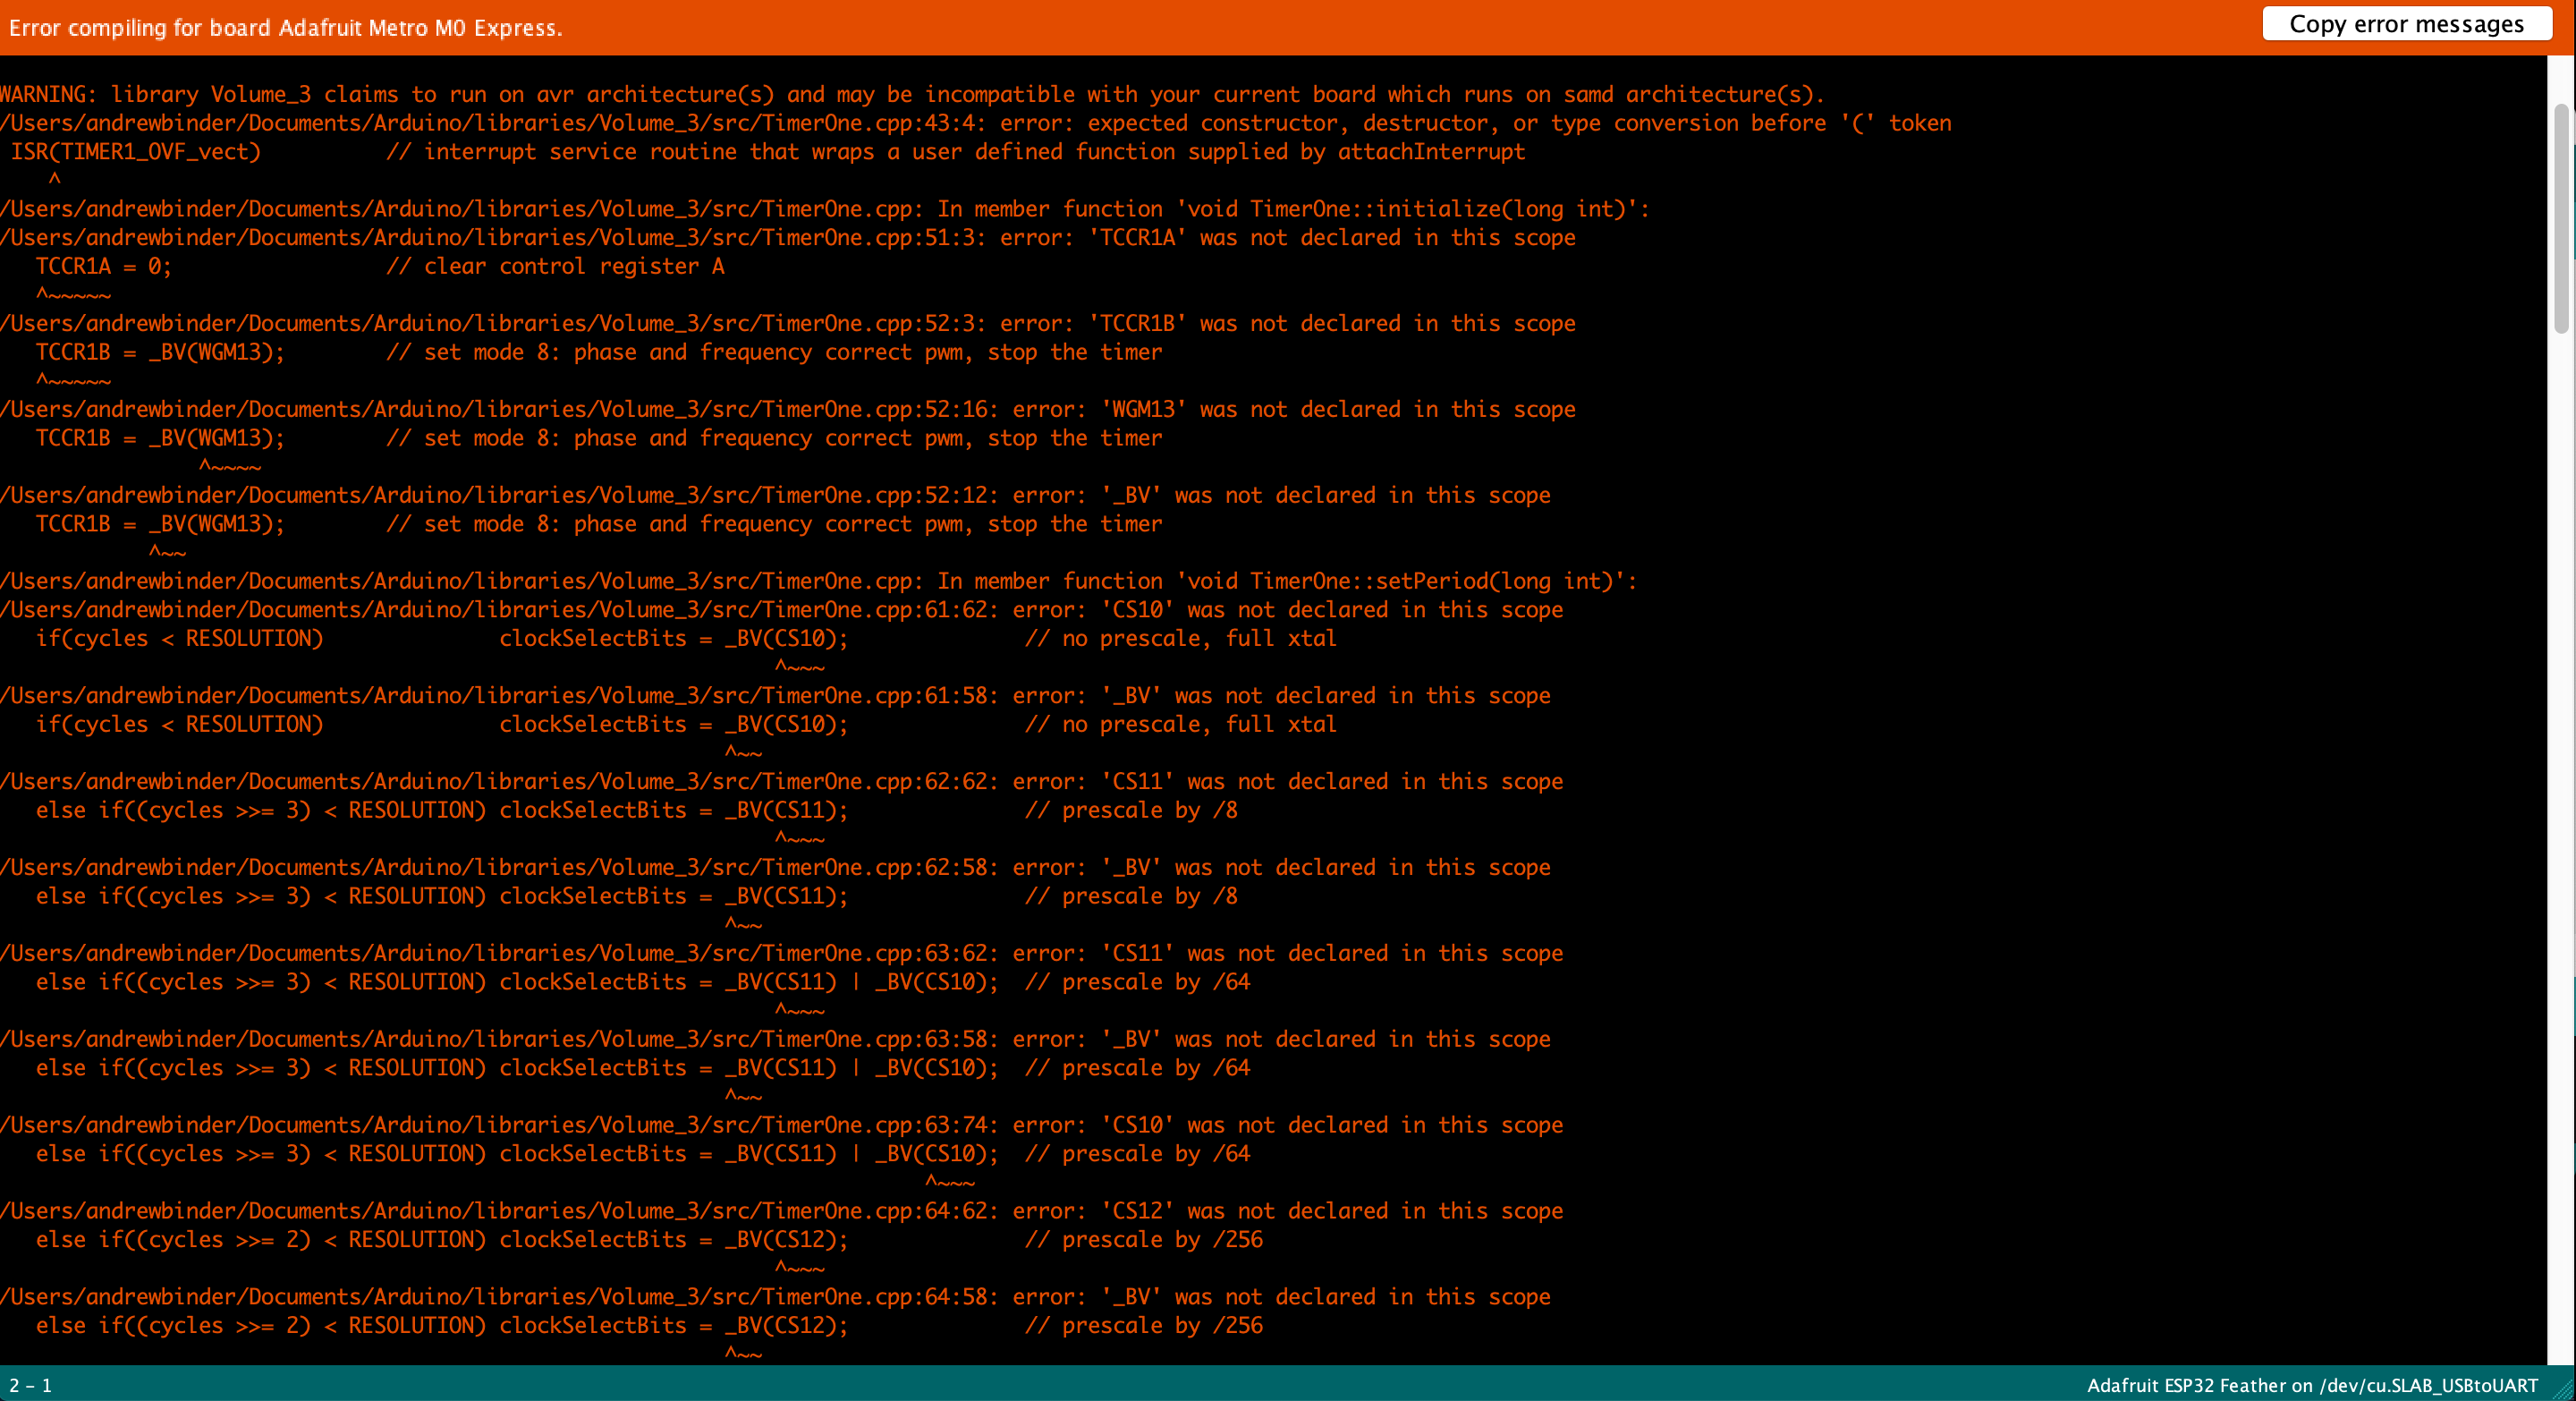 Error compiling for board Adafruit Metro M0 Express.
Copy error messages
WARNING: library Volume_3 claims to run on avr architecture(s) and may be incompatible with your current board which runs on samd architecture(s).
/Users/andrewbinder/Documents/Arduino/libraries/Volume_3/src/TimerOne.cpp:43:4: error: expected constructor, destructor, or type conversion before '(' token
 ISR(TIMER1_OVF_vect)          // interrupt service routine that wraps a user defined function supplied by attachInterrupt
    ^
/Users/andrewbinder/Documents/Arduino/libraries/Volume_3/src/TimerOne.cpp: In member function 'void TimerOne::initialize(long int)':
/Users/andrewbinder/Documents/Arduino/libraries/Volume_3/src/TimerOne.cpp:51:3: error: 'TCCR1A' was not declared in this scope
   TCCR1A = 0;                 // clear control register A
   ^~~~~~
/Users/andrewbinder/Documents/Arduino/libraries/Volume_3/src/TimerOne.cpp:52:3: error: 'TCCR1B' was not declared in this scope
   TCCR1B = _BV(WGM13);        // set mode 8: phase and frequency correct pwm, stop the timer
   ^~~~~~
/Users/andrewbinder/Documents/Arduino/libraries/Volume_3/src/TimerOne.cpp:52:16: error: 'WGM13' was not declared in this scope
   TCCR1B = _BV(WGM13);        // set mode 8: phase and frequency correct pwm, stop the timer
                ^~~~~
/Users/andrewbinder/Documents/Arduino/libraries/Volume_3/src/TimerOne.cpp:52:12: error: '_BV' was not declared in this scope
   TCCR1B = _BV(WGM13);        // set mode 8: phase and frequency correct pwm, stop the timer
            ^~~
/Users/andrewbinder/Documents/Arduino/libraries/Volume_3/src/TimerOne.cpp: In member function 'void TimerOne::setPeriod(long int)':
/Users/andrewbinder/Documents/Arduino/libraries/Volume_3/src/TimerOne.cpp:61:62: error: 'CS10' was not declared in this scope
   if(cycles < RESOLUTION)              clockSelectBits = _BV(CS10);              // no prescale, full xtal
                                                              ^~~~
/Users/andrewbinder/Documents/Arduino/libraries/Volume_3/src/TimerOne.cpp:61:58: error: '_BV' was not declared in this scope
   if(cycles < RESOLUTION)              clockSelectBits = _BV(CS10);              // no prescale, full xtal
                                                          ^~~
/Users/andrewbinder/Documents/Arduino/libraries/Volume_3/src/TimerOne.cpp:62:62: error: 'CS11' was not declared in this scope
   else if((cycles >>= 3) < RESOLUTION) clockSelectBits = _BV(CS11);              // prescale by /8
                                                              ^~~~
/Users/andrewbinder/Documents/Arduino/libraries/Volume_3/src/TimerOne.cpp:62:58: error: '_BV' was not declared in this scope
   else if((cycles >>= 3) < RESOLUTION) clockSelectBits = _BV(CS11);              // prescale by /8
                                                          ^~~
/Users/andrewbinder/Documents/Arduino/libraries/Volume_3/src/TimerOne.cpp:63:62: error: 'CS11' was not declared in this scope
   else if((cycles >>= 3) < RESOLUTION) clockSelectBits = _BV(CS11) | _BV(CS10);  // prescale by /64
                                                              ^~~~
/Users/andrewbinder/Documents/Arduino/libraries/Volume_3/src/TimerOne.cpp:63:58: error: '_BV' was not declared in this scope
   else if((cycles >>= 3) < RESOLUTION) clockSelectBits = _BV(CS11) | _BV(CS10);  // prescale by /64
                                                          ^~~
/Users/andrewbinder/Documents/Arduino/libraries/Volume_3/src/TimerOne.cpp:63:74: error: 'CS10' was not declared in this scope
   else if((cycles >>= 3) < RESOLUTION) clockSelectBits = _BV(CS11) | _BV(CS10);  // prescale by /64
                                                                          ^~~~
/Users/andrewbinder/Documents/Arduino/libraries/Volume_3/src/TimerOne.cpp:64:62: error: 'CS12' was not declared in this scope
   else if((cycles >>= 2) < RESOLUTION) clockSelectBits = _BV(CS12);              // prescale by /256
                                                              ^~~~
/Users/andrewbinder/Documents/Arduino/libraries/Volume_3/src/TimerOne.cpp:64:58: error: '_BV' was not declared in this scope
   else if((cycles >>= 2) < RESOLUTION) clockSelectBits = _BV(CS12);              // prescale by /256
                                                          ^~~
2 - 1
Adafruit ESP32 Feather on /dev/cu.SLAB_USBtoUART